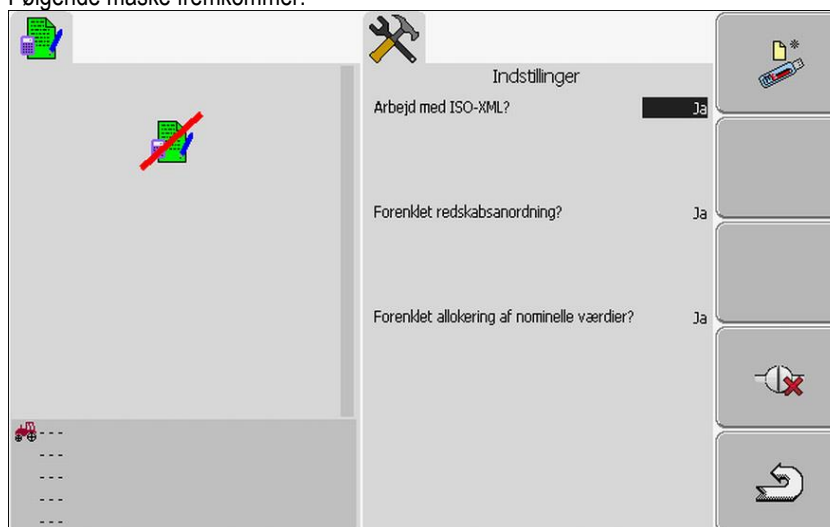 Følgende maske fremkommer:
Indstillinger
Arbejd med ISO-XML? Ja
Forenklet redskabsanordning? Ja
Forenklet allokering af nominelle værdier? Ja
---
---
---
---
---